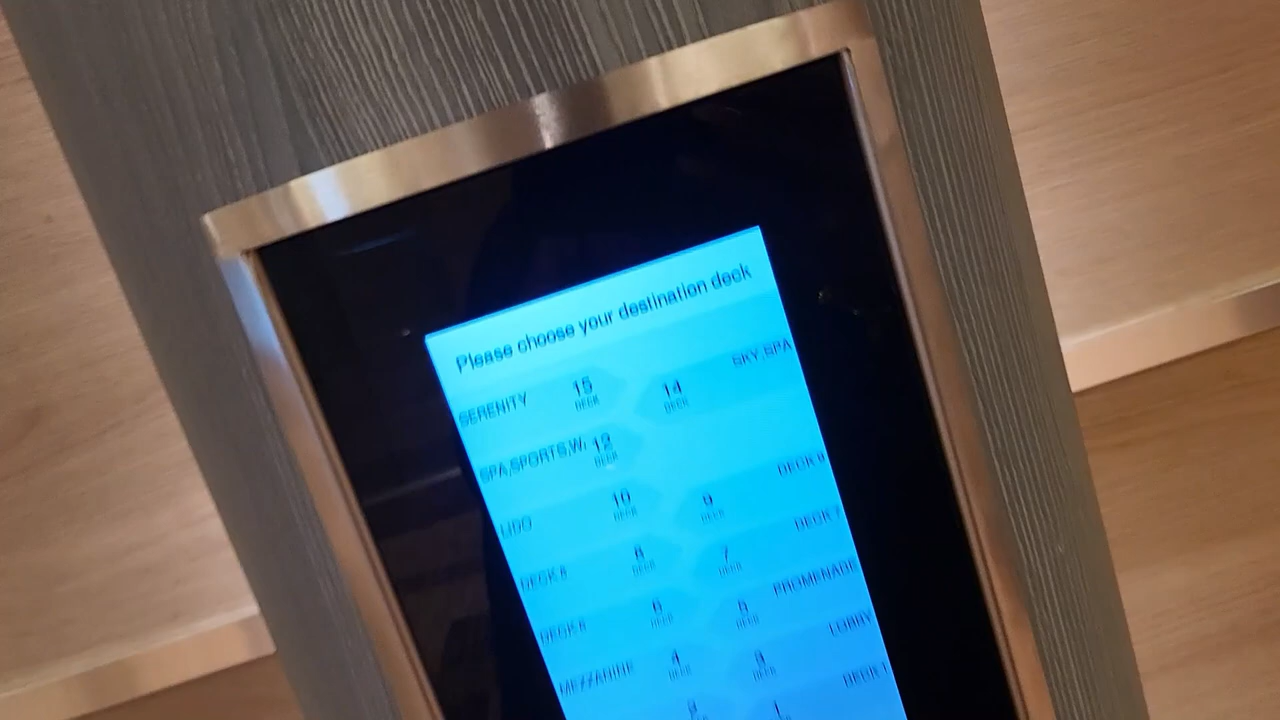 Please choose your destination deck
SERENITY 15 DECK 14 DECK SKY,SPA
SPA,SPORTS,W. 12 DECK
LIDO 10 DECK 9 DECK DECK 9
DECK 8 8 DECK 7 DECK DECK 7
DECK 6 6 DECK 5 DECK PROMENADE
MEZZANINE 4 DECK 3 DECK LOBBY
1 DECK 1